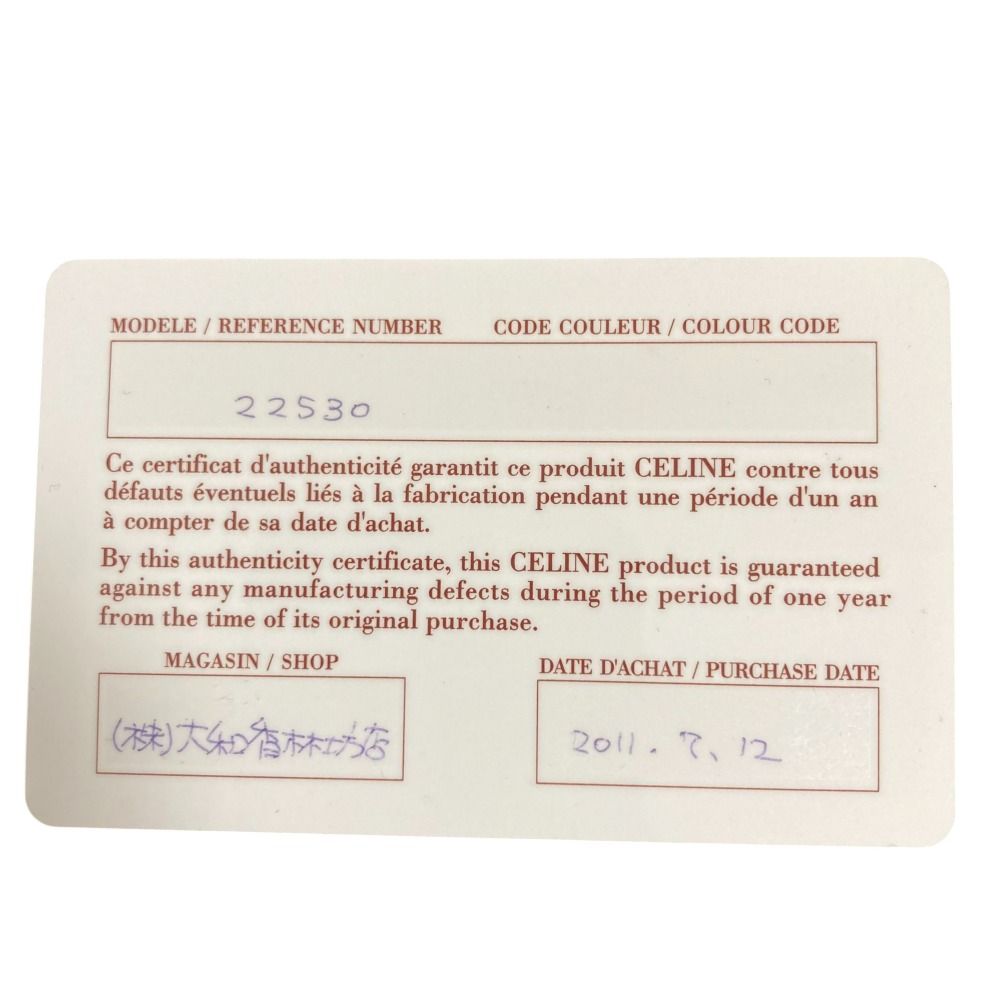 MODELE / REFERENCE NUMBER CODE COULEUR / COLOUR CODE
22530
Ce certificat d'authenticité garantit ce produit CELINE contre tous
défauts éventuels liés à la fabrication pendant une période d'un an
à compter de sa date d'achat.
By this authenticity certificate, this CELINE product is guaranteed
against any manufacturing defects during the period of one year
from the time of its original purchase.
MAGASIN / SHOP
(株)大和香林坊店
DATE D'ACHAT / PURCHASE DATE
2011.7、12